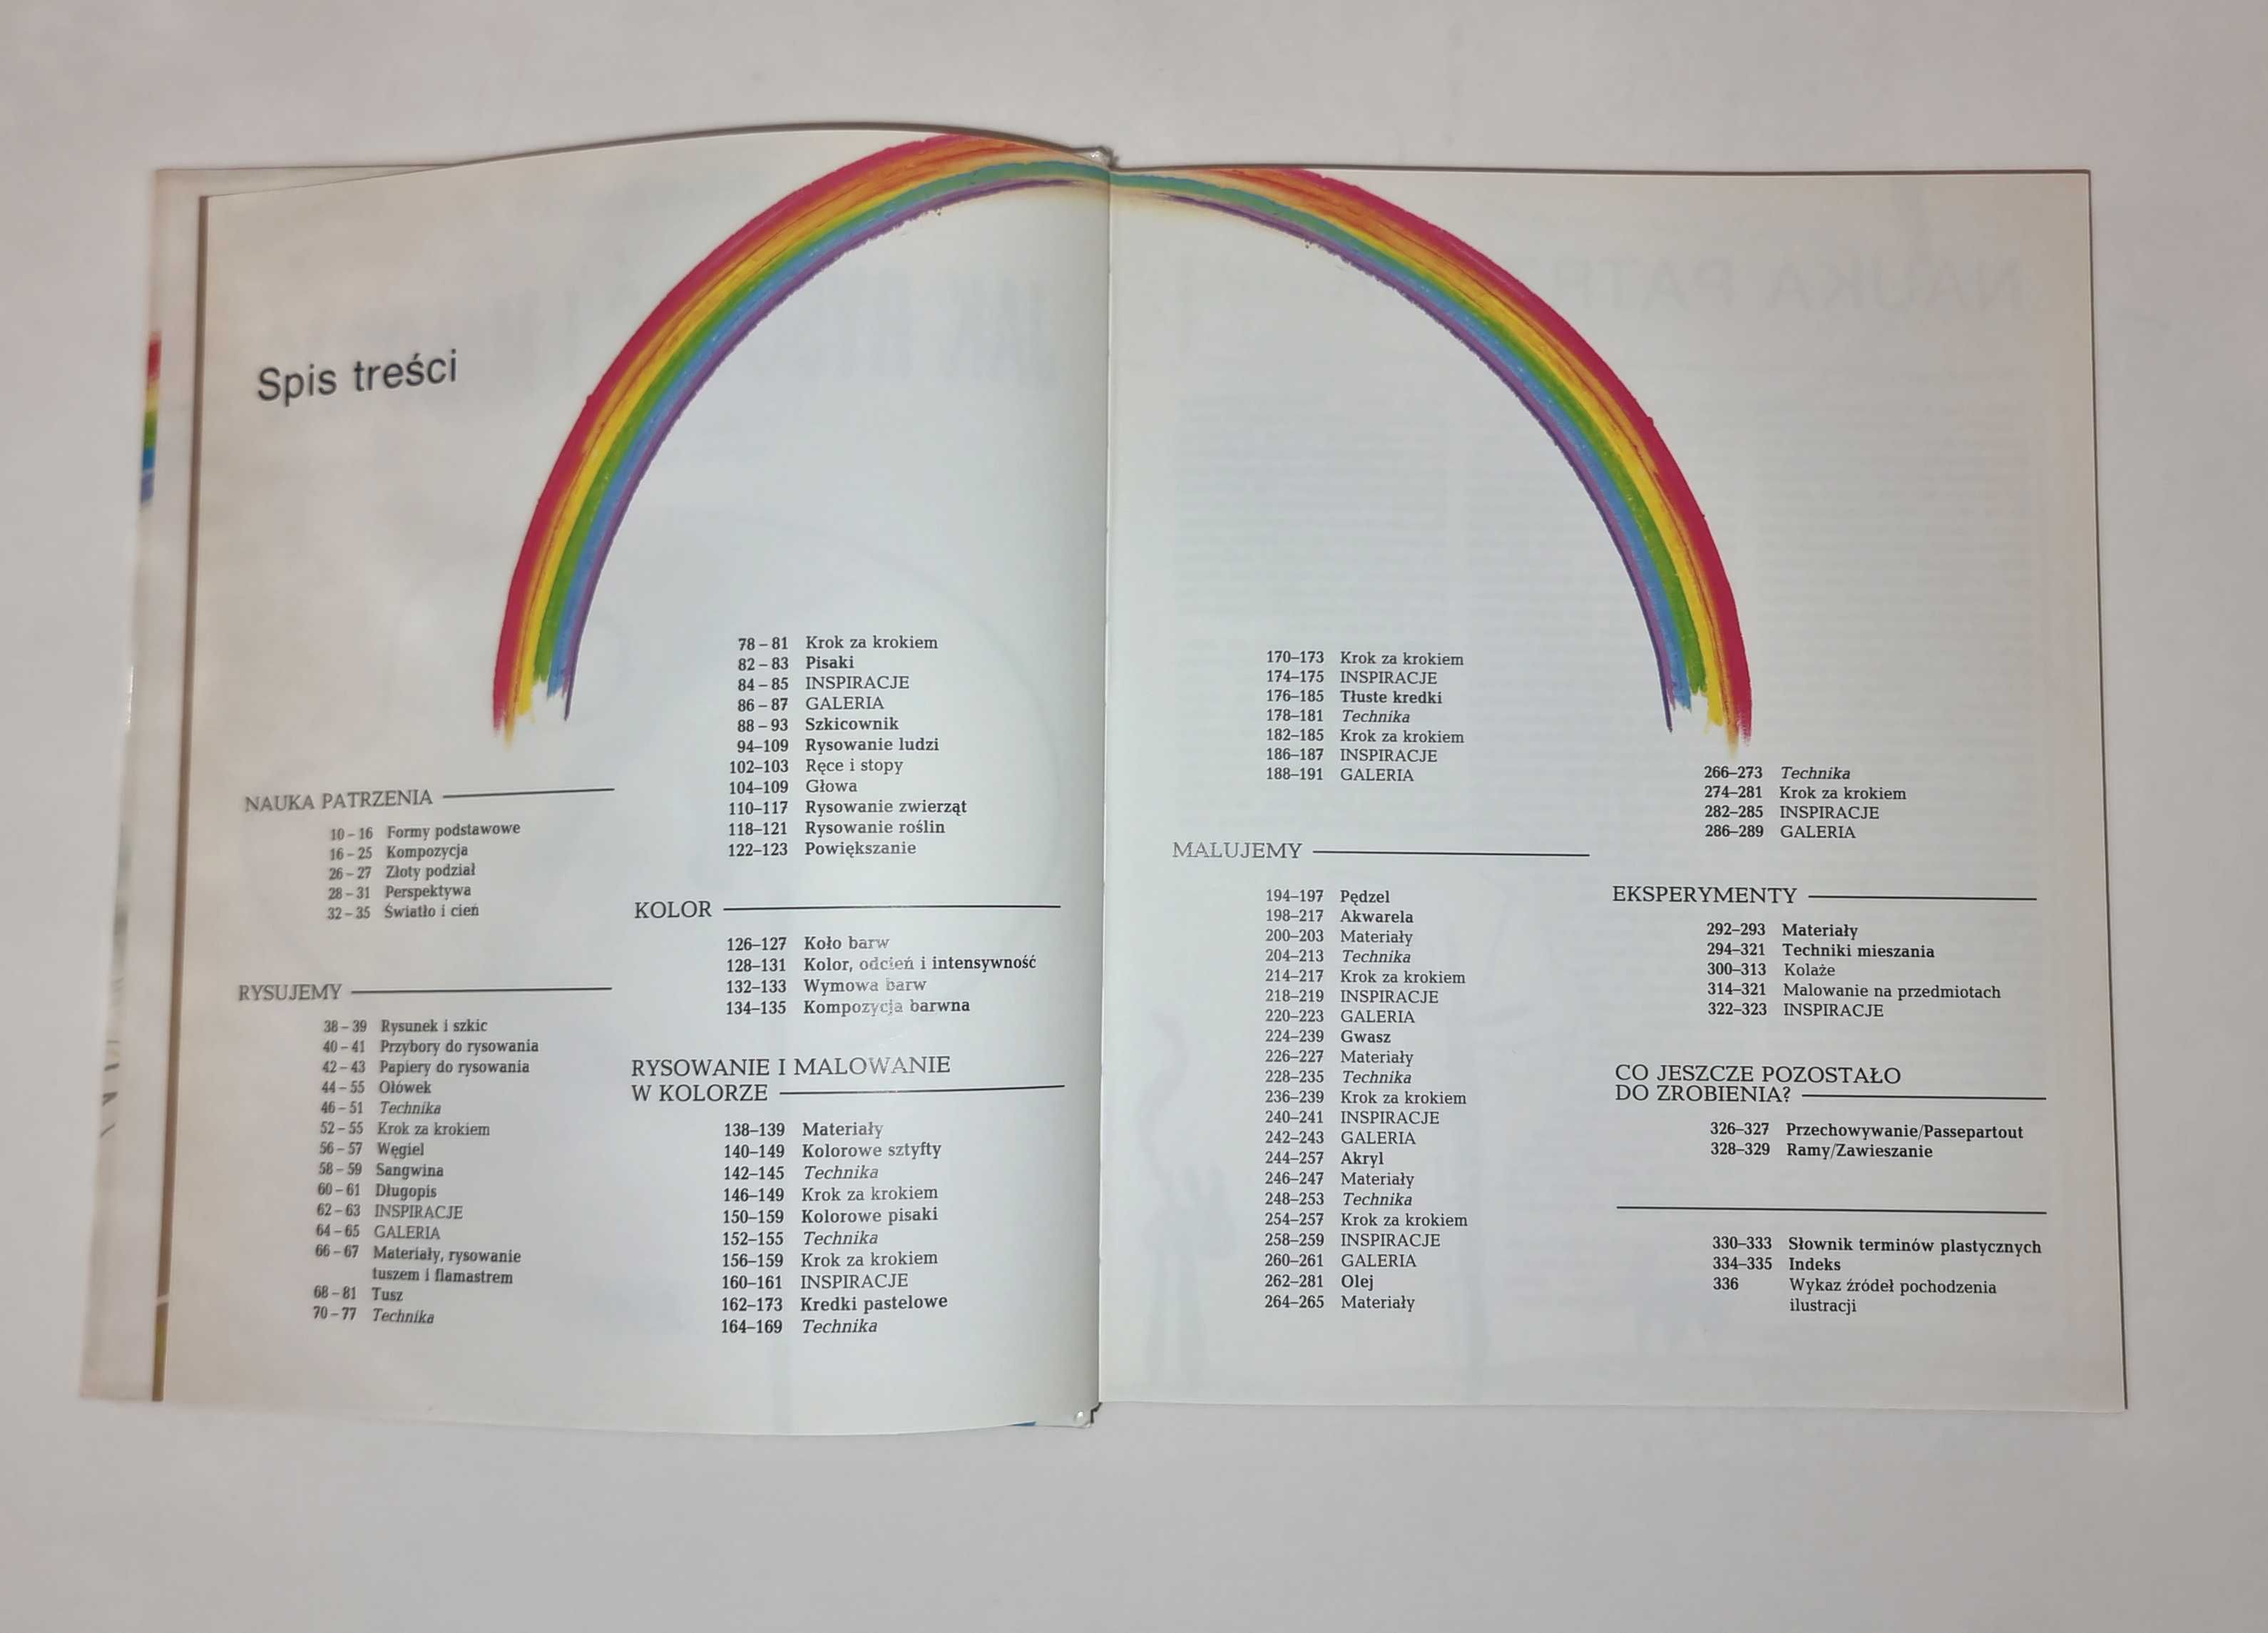 Spis treści
NAUKA PATRZENIA
10–16 Formy podstawowe
16–25 Kompozycja
26–27 Złoty podział
28–31 Perspektywa
32–35 Światło i cień
RYSUJEMY
38–39 Rysunek i szkic
40–41 Przybory do rysowania
42–43 Papiery do rysowania
44–55 Ołówek
46–51 Technika
52–55 Krok za krokiem
56–57 Węgiel
58–59 Sangwina
60–61 Długopis
62–63 INSPIRACJE
64–65 GALERIA
66–67 Materiały, rysowanie
tuszem i flamastrem
68–81 Tusz
70–77 Technika
78–81 Krok za krokiem
82–83 Pisaki
84–85 INSPIRACJE
86–87 GALERIA
88–93 Szkicownik
94–109 Rysowanie ludzi
102–103 Ręce i stopy
104–109 Głowa
110–117 Rysowanie zwierząt
118–121 Rysowanie roślin
122–123 Powiększanie
KOLOR
126–127 Koło barw
128–131 Kolor, odcień i intensywność
132–133 Wymowa barw
134–135 Kompozycja barwna
RYSOWANIE I MALOWANIE
W KOLORZE
138–139 Materiały
140–149 Kolorowe sztyfty
142–145 Technika
146–149 Krok za krokiem
150–159 Kolorowe pisaki
152–155 Technika
156–159 Krok za krokiem
160–161 INSPIRACJE
162–173 Kredki pastelowe
164–169 Technika
170–173 Krok za krokiem
174–175 INSPIRACJE
176–185 Tłuste kredki
178–181 Technika
182–185 Krok za krokiem
186–187 INSPIRACJE
188–191 GALERIA
MALUJEMY
194–197 Pędzel
198–217 Akwarela
200–203 Materiały
204–213 Technika
214–217 Krok za krokiem
218–219 INSPIRACJE
220–223 GALERIA
224–239 Gwasz
226–227 Materiały
228–235 Technika
236–239 Krok za krokiem
240–241 INSPIRACJE
242–243 GALERIA
244–257 Akryl
246–247 Materiały
248–253 Technika
254–257 Krok za krokiem
258–259 INSPIRACJE
260–261 GALERIA
262–281 Olej
264–265 Materiały
266–273 Technika
274–281 Krok za krokiem
282–285 INSPIRACJE
286–289 GALERIA
EKSPERYMENTY
292–293 Materiały
294–321 Techniki mieszania
300–313 Kolaże
314–321 Malowanie na przedmiotach
322–323 INSPIRACJE
CO JESZCZE POZOSTAŁO
DO ZROBIENIA?
326–327 Przechowywanie/Passepartout
328–329 Ramy/Zawieszanie
330–333 Słownik terminów plastycznych
334–335 Indeks
336 Wykaz źródeł pochodzenia
ilustracji